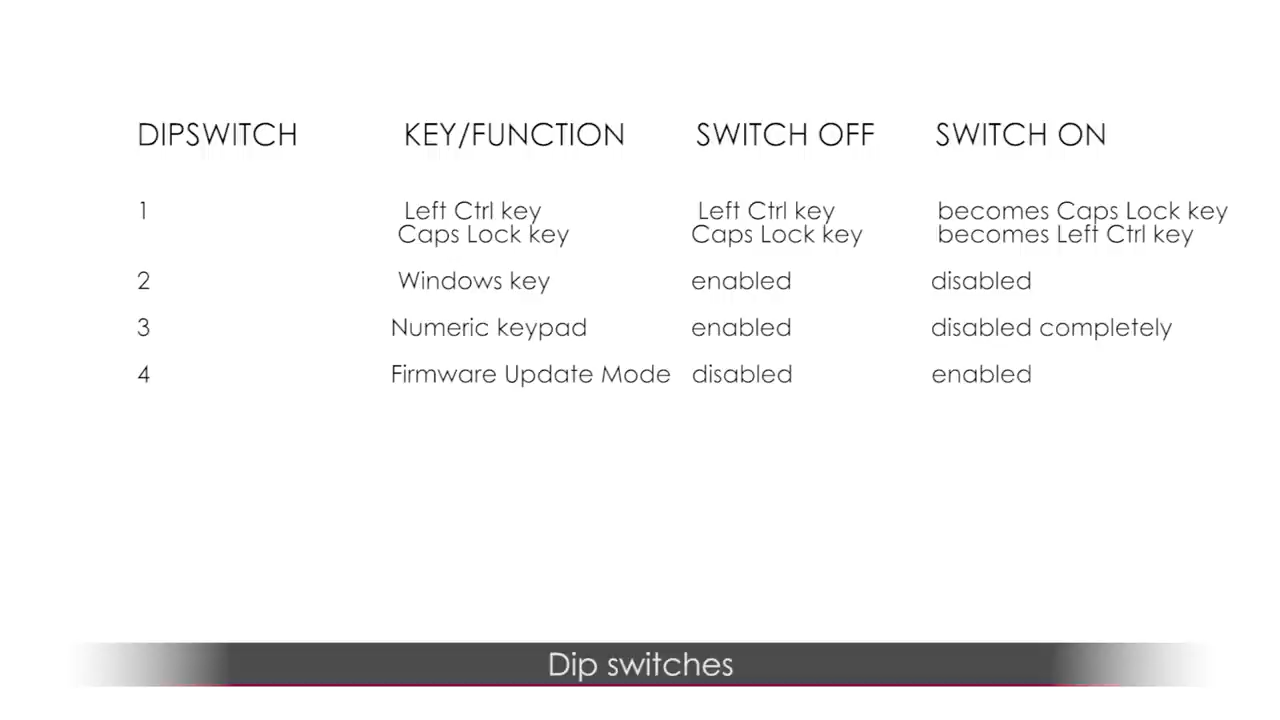 DIPSWITCH KEY/FUNCTION SWITCH OFF SWITCH ON
1 Left Ctrl key Left Ctrl key becomes Caps Lock key
Caps Lock key Caps Lock key becomes Left Ctrl key
2 Windows key enabled disabled
3 Numeric keypad enabled disabled completely
4 Firmware Update Mode disabled enabled
Dip switches